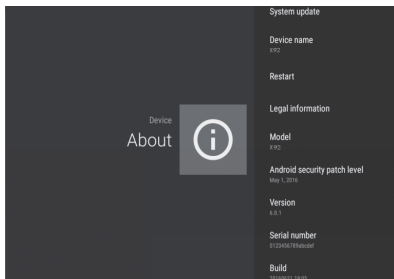 System update
Device name
X92
Restart
Legal information
Device
About
Model
X92
Android security patch level
May 1, 2016
Version
6.0.1
Serial number
0123456789abcdef
Build